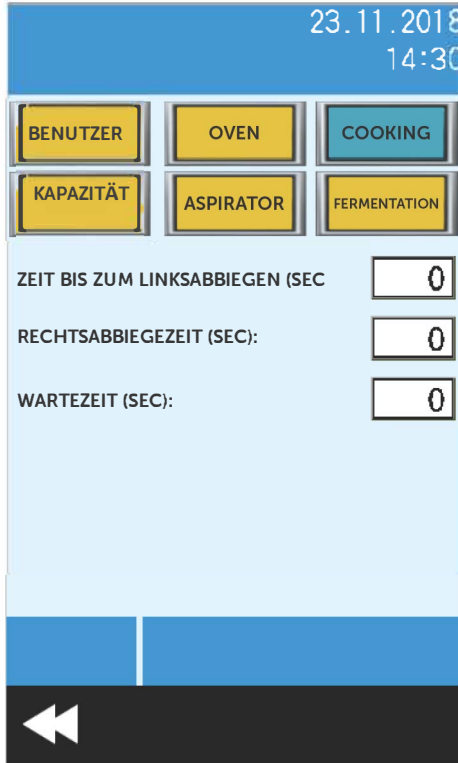 23.11.2018
14:30
BENUTZER OVEN COOKING
KAPAZITÄT ASPIRATOR FERMENTATION
ZEIT BIS ZUM LINKSABBIEGEN (SEC 0
RECHTSABBIEGEZEIT (SEC): 0
WARTEZEIT (SEC): 0